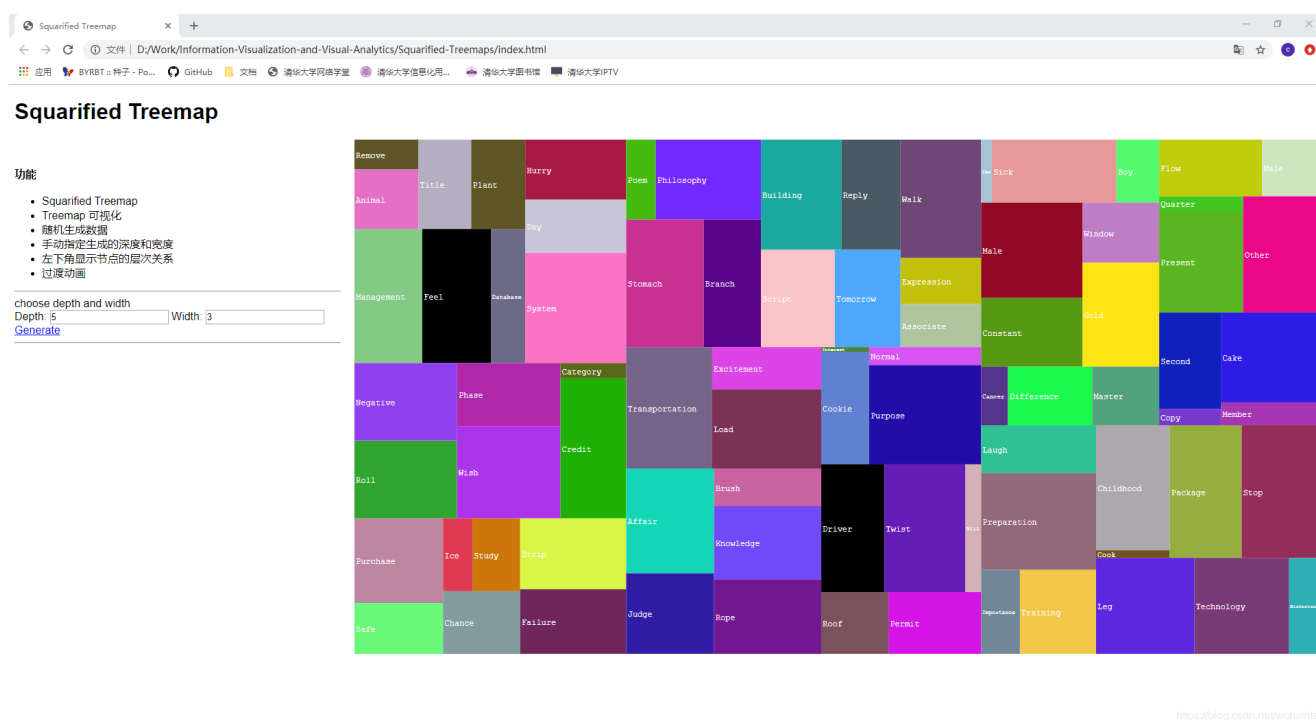 Squarified Treemap
文件 | D:/Work/Information-Visualization-and-Visual-Analytics/Squarified-Treemaps/index.html
应用 BYRBT :: 种子 - Po... GitHub 文档 清华大学网络学堂 清华大学信息化用... 清华大学图书馆 清华大学IPTV
Squarified Treemap
功能
Squarified Treemap
Treemap 可视化
随机生成数据
手动指定生成的深度和宽度
左下角显示节点的层次关系
过渡动画
choose depth and width
Depth: 5 Width: 3
Generate
Remove
Animal
Title
Plant
Hurry
Day
Management
Feel
Database
System
Negative
Roll
Phase
Wish
Category
Credit
Purchase
Safe
Ice
Study
Strip
Chance
Failure
Poem
Philosophy
Stomach
Branch
Building
Reply
Walk
Script
Tomorrow
Expression
Associate
Transportation
Excitement
Load
Interest
Cookie
Normal
Purpose
Affair
Judge
Brush
Knowledge
Rope
Driver
Twist
Bill
Roof
Permit
Sick
Boy
Male
Window
Gold
Constant
Cancer
Difference
Master
Flow
Male
Quarter
Present
Other
Second
Copy
Cake
Member
Laugh
Preparation
Importance
Training
Childhood
Cook
Package
Stop
Leg
Technology